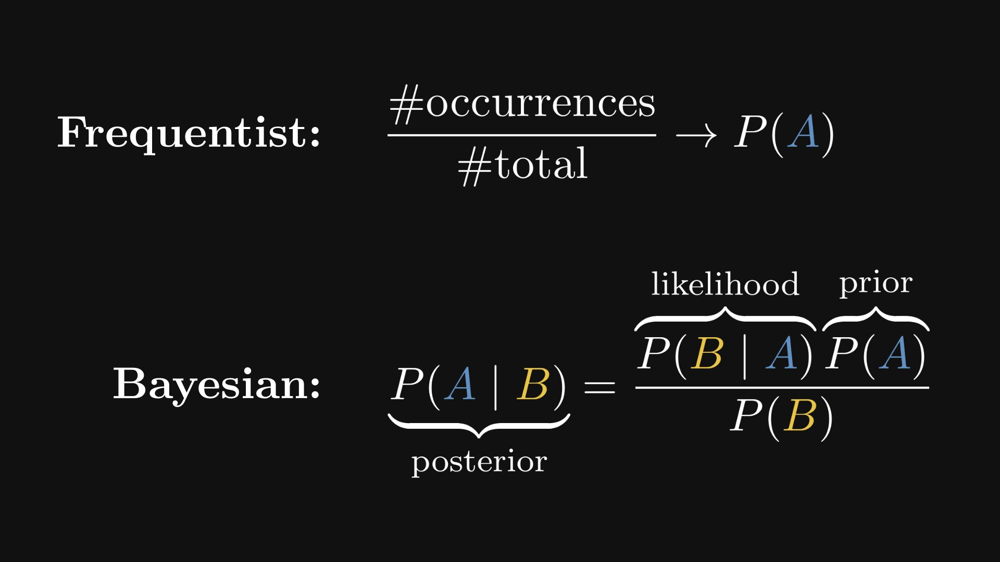 Frequentist: #occurrences / #total → P(A)
likelihood prior
Bayesian: P(A | B) = P(B | A) P(A) / P(B)
posterior